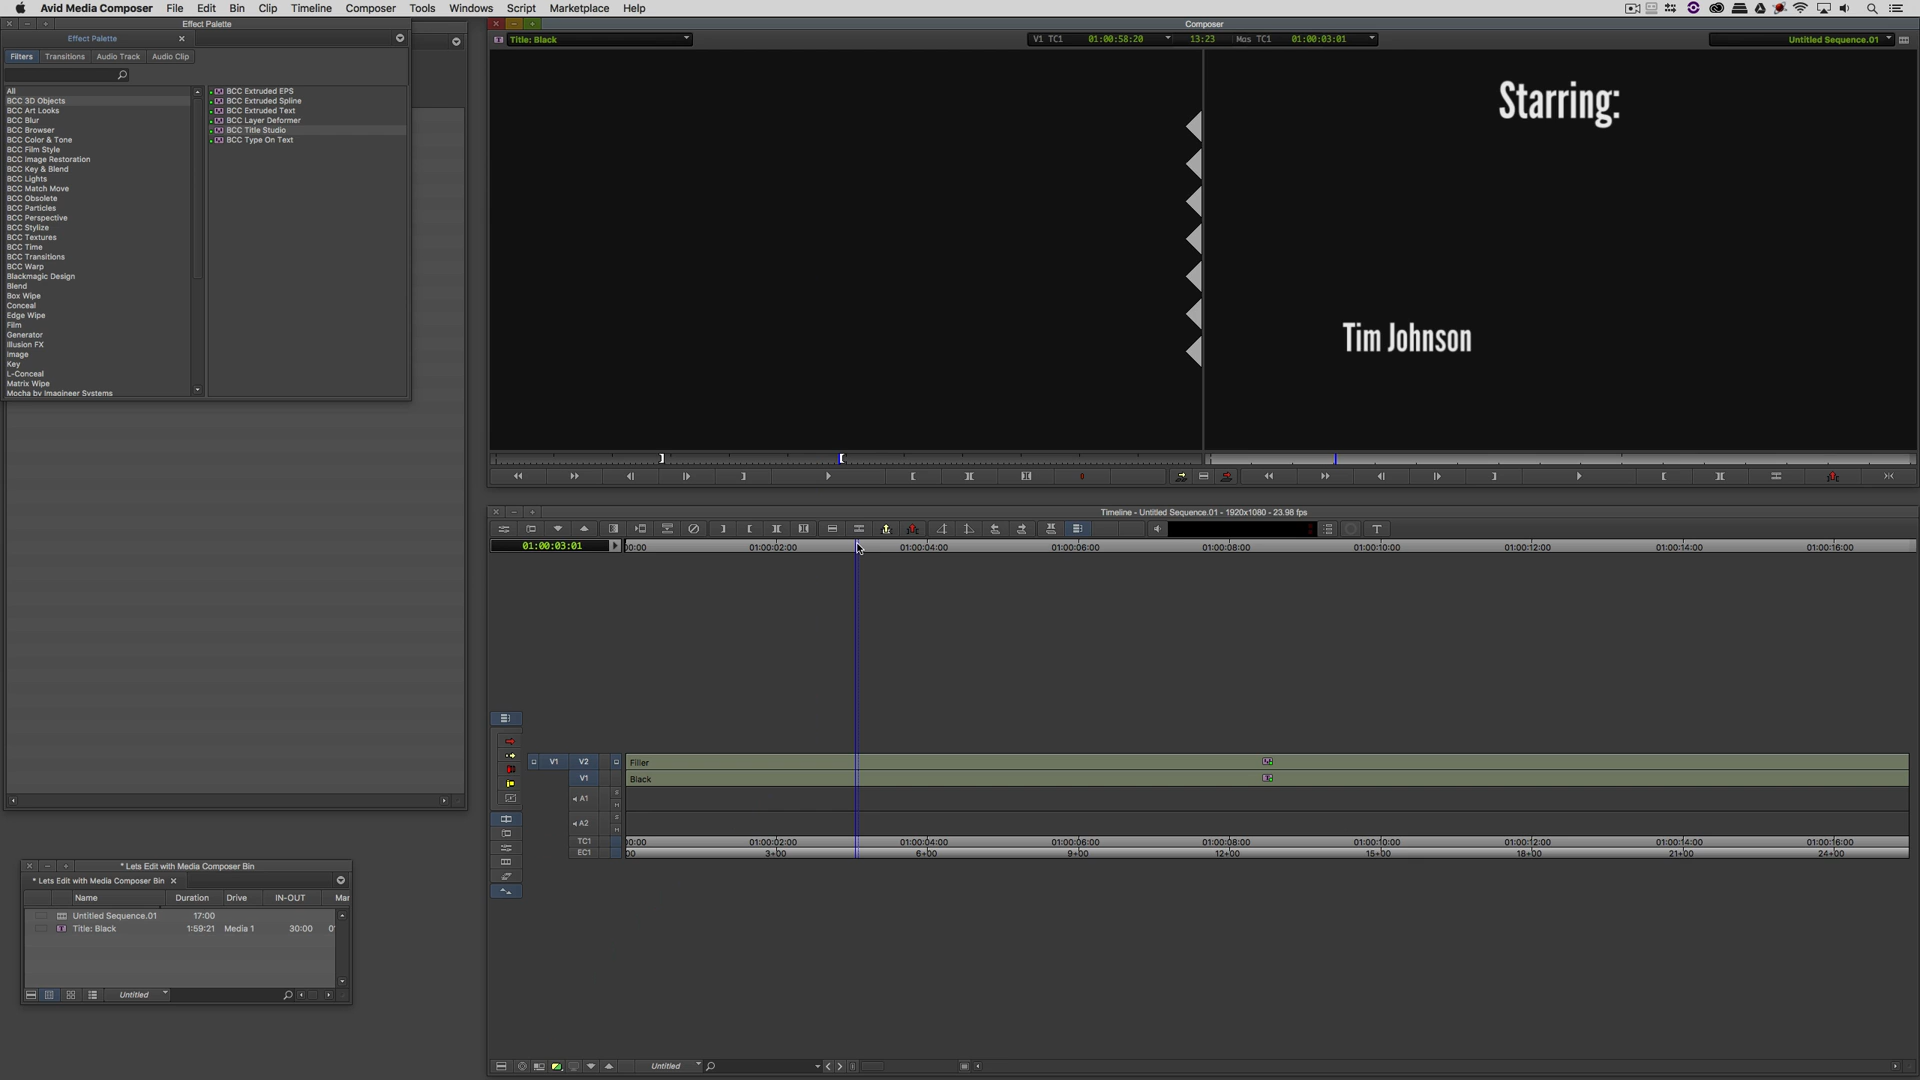 Avid Media Composer File Edit Bin Clip Timeline Composer Tools Windows Script Marketplace Help
Effect Palette
Effect Palette
Filters Transitions Audio Track Audio Clip
All
BCC 3D Objects
BCC Art Looks
BCC Blur
BCC Browser
BCC Color & Tone
BCC Film Style
BCC Image Restoration
BCC Key & Blend
BCC Lights
BCC Match Move
BCC Obsolete
BCC Particles
BCC Perspective
BCC Stylize
BCC Textures
BCC Time
BCC Transitions
BCC Warp
Blackmagic Design
Blend
Box Wipe
Conceal
Edge Wipe
Film
Generator
Illusion FX
Image
Key
L-Conceal
Matrix Wipe
Mocha by Imagineer Systems
BCC Extruded EPS
BCC Extruded Spline
BCC Extruded Text
BCC Layer Deformer
BCC Title Studio
BCC Type On Text
Composer
Title: Black V1 TC1 01:00:58:20 13:23 Mas TC1 01:00:03:01 Untitled Sequence.01
Starring:
Tim Johnson
Timeline - Untitled Sequence.01 - 1920x1080 - 23.98 fps
01:00:03:01 00:00 01:00:02:00 01:00:04:00 01:00:06:00 01:00:08:00 01:00:10:00 01:00:12:00 01:00:14:00 01:00:16:00
V1 V2 Filler
V1 Black
A1 S M
A2 S M
TC1 00:00 01:00:02:00 01:00:04:00 01:00:06:00 01:00:08:00 01:00:10:00 01:00:12:00 01:00:14:00 01:00:16:00
EC1 00 3+00 6+00 9+00 12+00 15+00 18+00 21+00 24+00
* Lets Edit with Media Composer Bin
* Lets Edit with Media Composer Bin
Name Duration Drive IN-OUT Mar
Untitled Sequence.01 17:00
Title: Black 1:59:21 Media 1 30:00 0
Untitled
Untitled